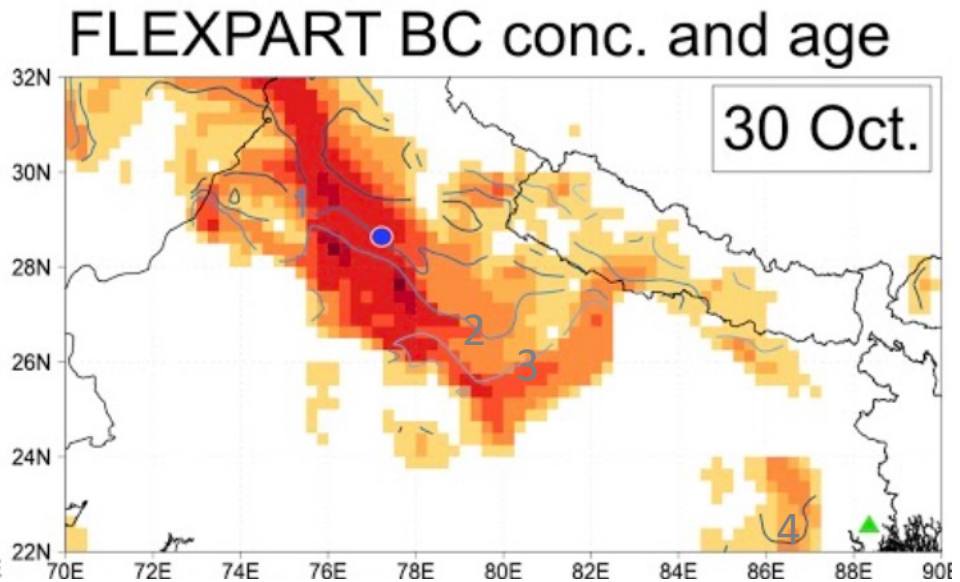 FLEXPART BC conc. and age
32N
30 Oct.
30N
1
28N
2
26N
3
24N
4
22N
70E 72E 74E 76E 78E 80E 82E 84E 86E 88E 90E